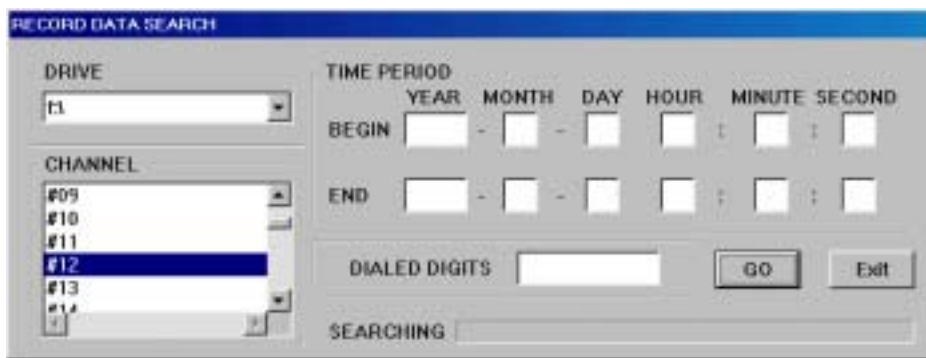 RECORD DATA SEARCH
DRIVE
TIME PERIOD
YEAR MONTH DAY HOUR MINUTE SECOND
BEGIN - - : :
CHANNEL
#09
#10
#11
#12
#13
#14
END - - : :
DIALED DIGITS
GO
Exit
SEARCHING